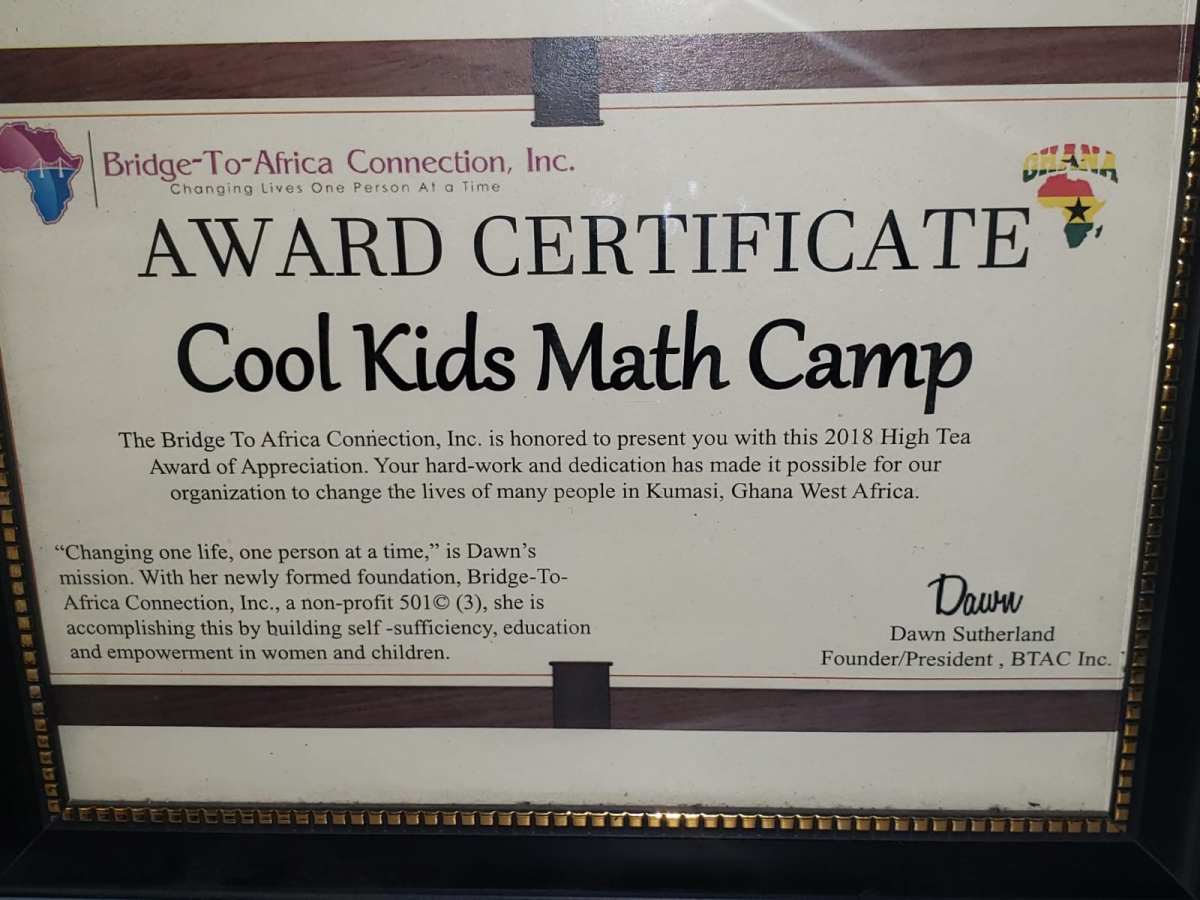 Bridge-To-Africa Connection, Inc.
Changing Lives One Person At a Time
GHANA
AWARD CERTIFICATE
Cool Kids Math Camp
The Bridge To Africa Connection, Inc. is honored to present you with this 2018 High Tea
Award of Appreciation. Your hard-work and dedication has made it possible for our
organization to change the lives of many people in Kumasi, Ghana West Africa.
“Changing one life, one person at a time,” is Dawn’s
mission. With her newly formed foundation, Bridge-To-
Africa Connection, Inc., a non-profit 501© (3), she is
accomplishing this by building self -sufficiency, education
and empowerment in women and children.
Dawn
Dawn Sutherland
Founder/President , BTAC Inc.